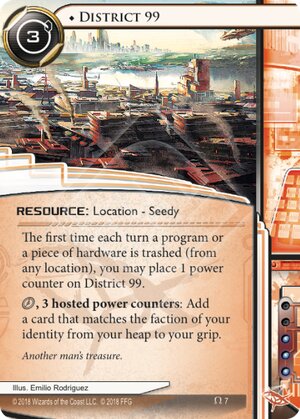 District 99
3
RESOURCE: Location - Seedy
The first time each turn a program or
a piece of hardware is trashed (from
any location), you may place 1 power
counter on District 99.
, 3 hosted power counters: Add
a card that matches the faction of your
identity from your heap to your grip.
Another man's treasure.
Illus. Emilio Rodriguez
© 2018 Wizards of the Coast LLC. © 2018 FFG
Ω 7